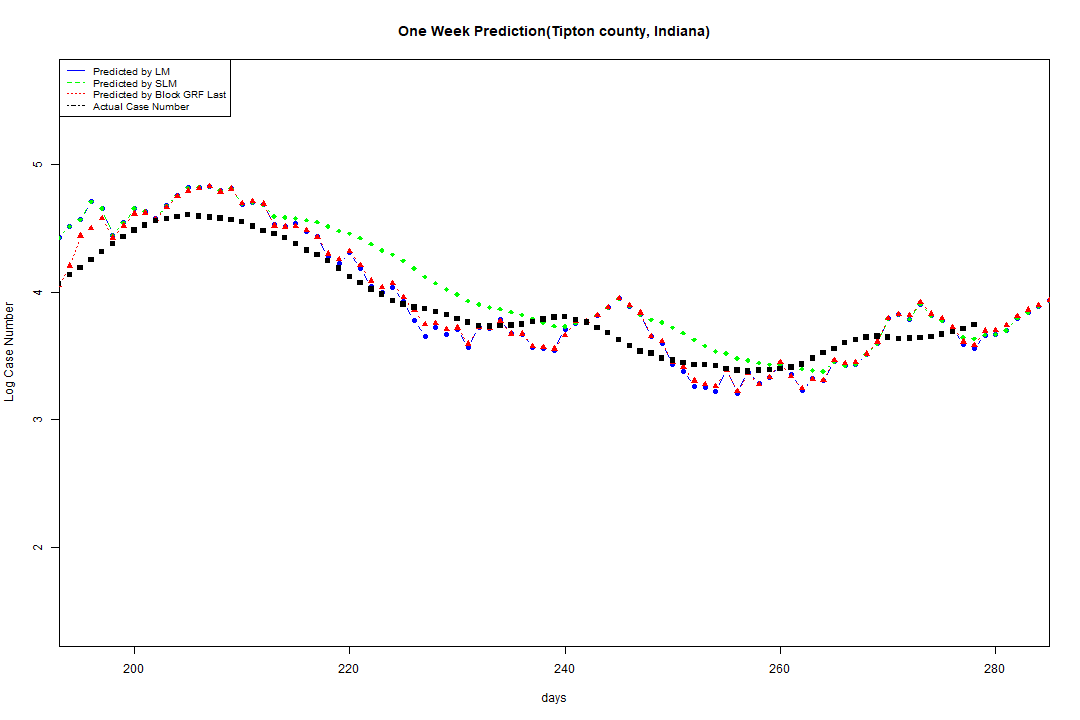 One Week Prediction(Tipton county, Indiana)
Predicted by LM
Predicted by SLM
Predicted by Block GRF Last
Actual Case Number
5
4
3
2
Log Case Number
200 220 240 260 280
days